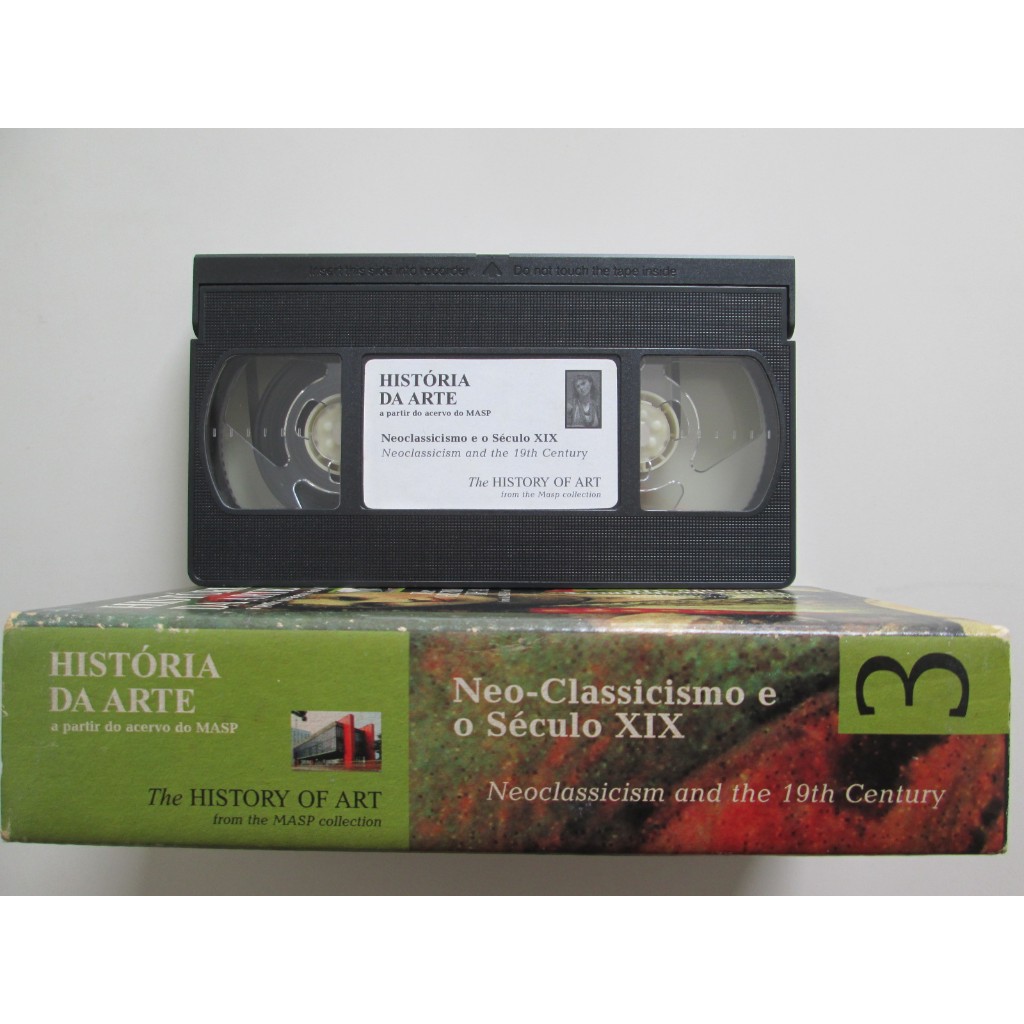 Insert this side into recorder Do not touch the tape inside
HISTÓRIA
DA ARTE
a partir do acervo do MASP
Neoclassicismo e o Século XIX
Neoclassicism and the 19th Century
The HISTORY OF ART
from the Masp collection
HISTÓRIA
DA ARTE
a partir do acervo do MASP
The HISTORY OF ART
from the MASP collection
Neo-Classicismo e
o Século XIX
Neoclassicism and the 19th Century
3